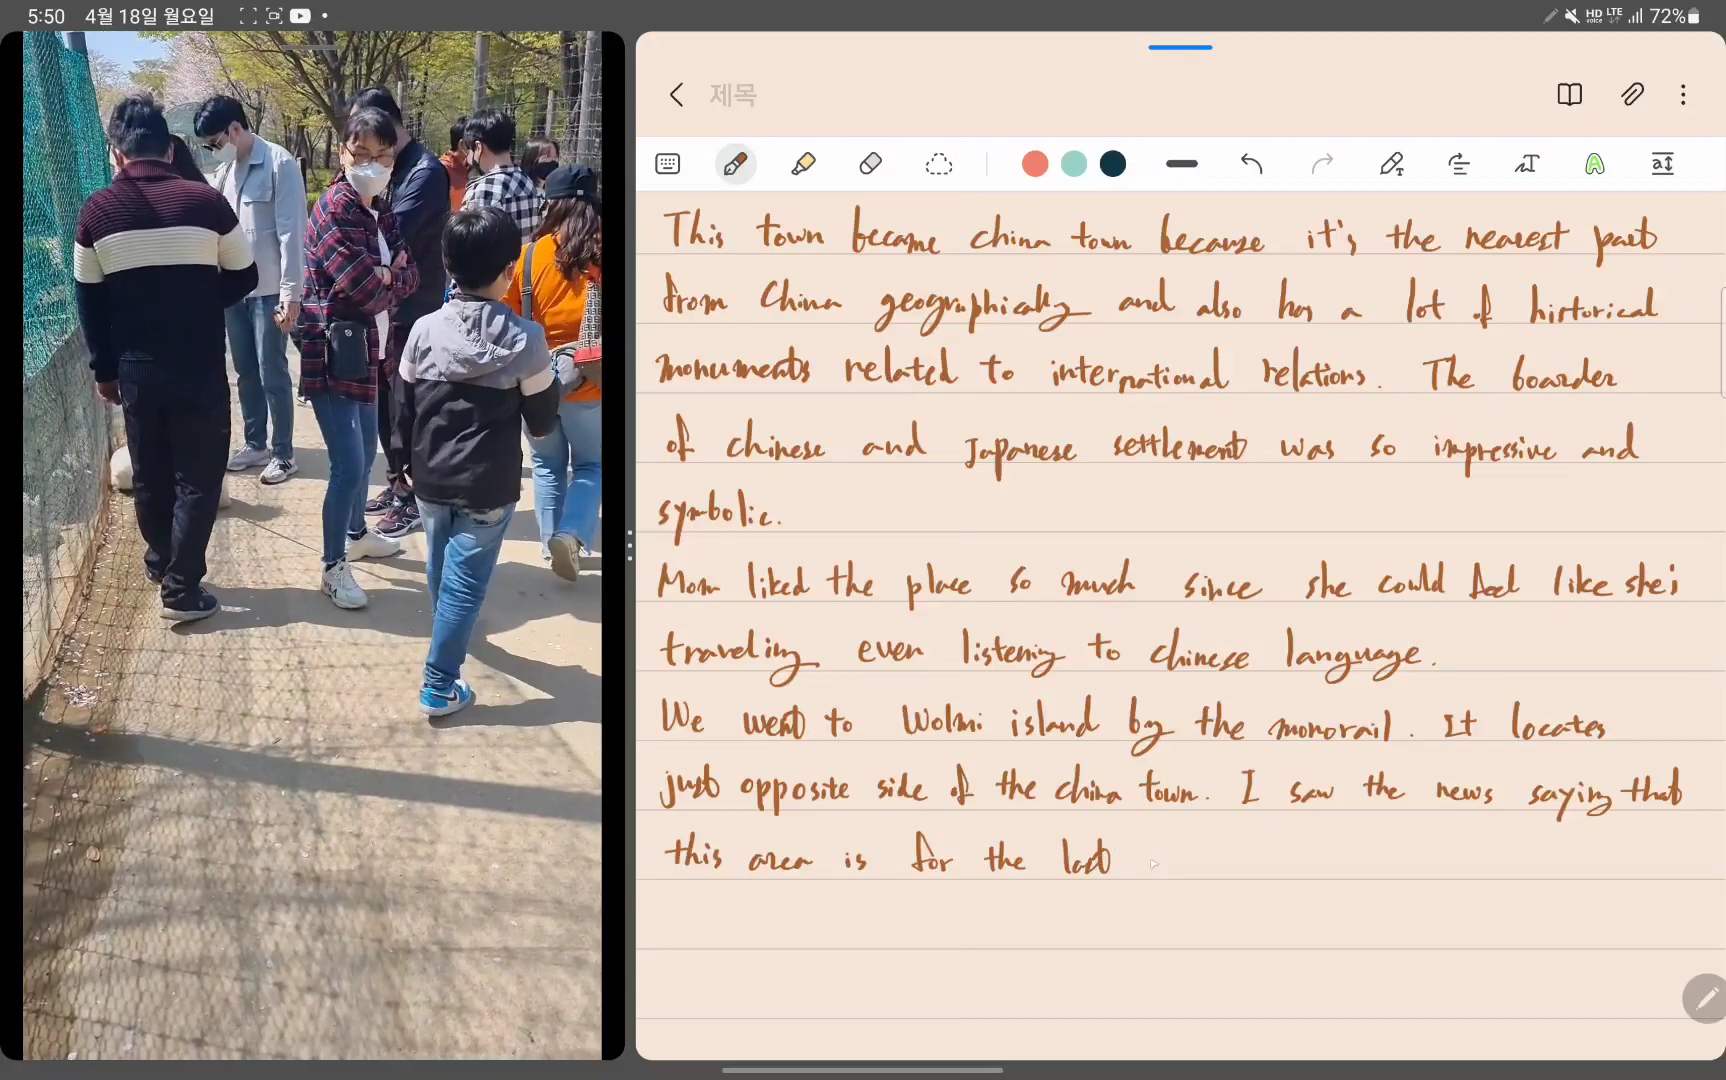 5:50 4월 18일 월요일
HD voice LTE 72%
제목
This town became china town because it's the nearest part
from China geographically and also has a lot of historical
monuments related to international relations. The boarder
of chinese and Japanese settlement was so impressive and
symbolic.
Mom liked the place so much since she could feel like she's
traveling even listening to chinese language.
We went to Wolmi island by the monorail. It locates
just opposite side of the china town. I saw the news saying that
this area is for the last